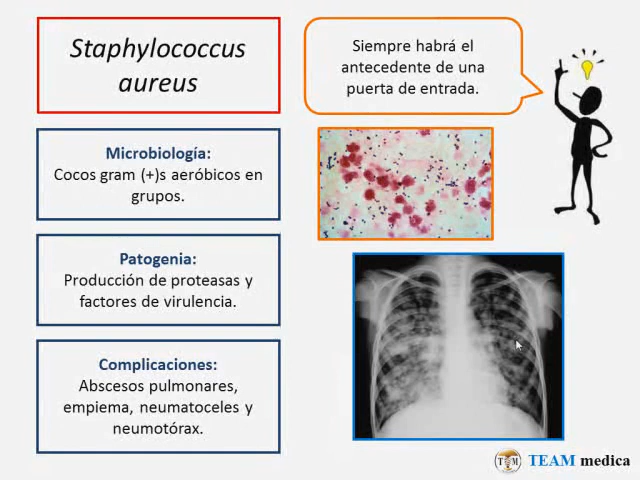 Staphylococcus
aureus
Siempre habrá el
antecedente de una
puerta de entrada.
Microbiología:
Cocos gram (+)s aeróbicos en
grupos.
Patogenia:
Producción de proteasas y
factores de virulencia.
Complicaciones:
Abscesos pulmonares,
empiema, neumatoceles y
neumotórax.
TEAM medica